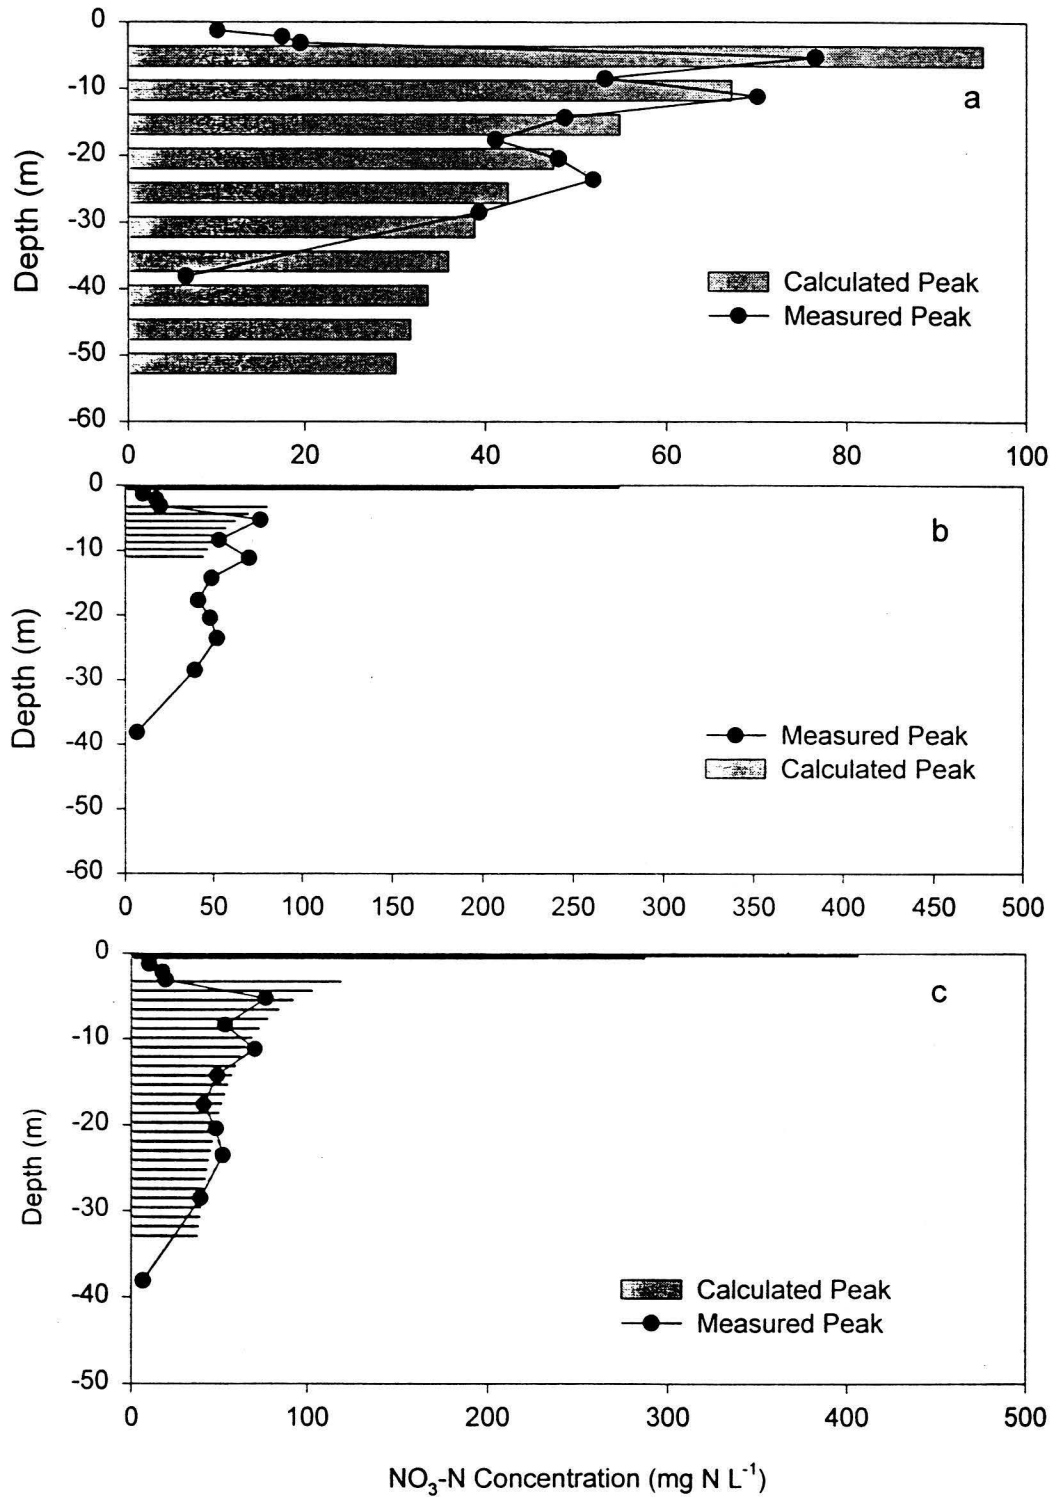 0
-10
-20
-30
-40
-50
-60
Depth (m)
a
Calculated Peak
Measured Peak
0 20 40 60 80 100
0
-10
-20
-30
-40
-50
-60
Depth (m)
b
Measured Peak
Calculated Peak
0 50 100 150 200 250 300 350 400 450 500
0
-10
-20
-30
-40
-50
Depth (m)
c
Calculated Peak
Measured Peak
0 100 200 300 400 500
NO₃-N Concentration (mg N L⁻¹)